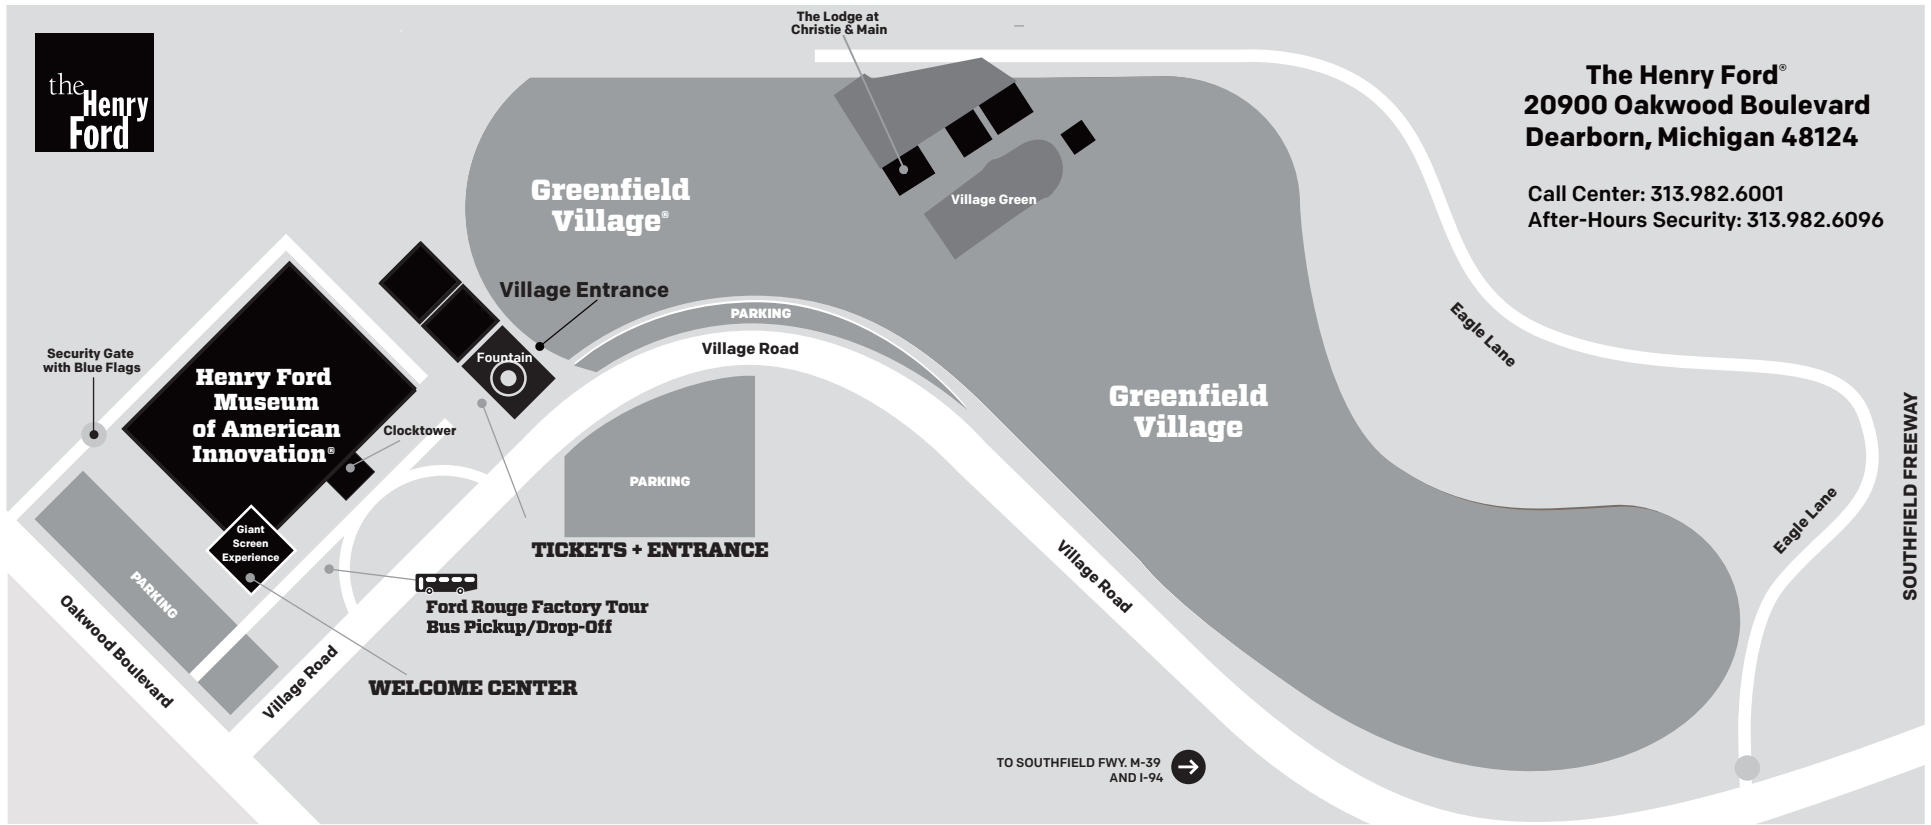 the
Henry
Ford
The Lodge at
Christie & Main
The Henry Ford®
20900 Oakwood Boulevard
Dearborn, Michigan 48124
Call Center: 313.982.6001
After-Hours Security: 313.982.6096
Greenfield
Village®
Village Green
Village Entrance
PARKING
Village Road
Fountain
Security Gate
with Blue Flags
Henry Ford
Museum
of American
Innovation®
Clocktower
Eagle Lane
Greenfield
Village
SOUTHFIELD FREEWAY
PARKING
Eagle Lane
Giant
Screen
Experience
TICKETS + ENTRANCE
PARKING
Ford Rouge Factory Tour
Bus Pickup/Drop-Off
Village Road
Oakwood Boulevard
Village Road
WELCOME CENTER
TO SOUTHFIELD FWY. M-39
AND I-94